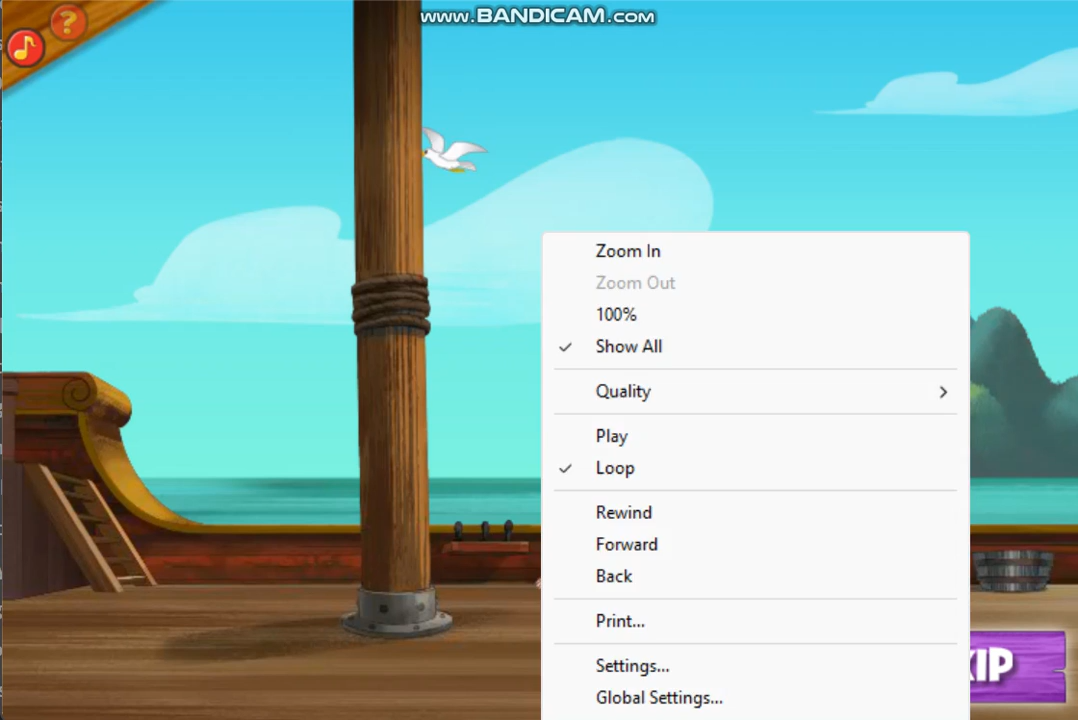 www.BANDICAM.com
?
Zoom In
Zoom Out
100%
Show All
Quality
Play
Loop
Rewind
Forward
Back
Print...
Settings...
Global Settings...
KIP